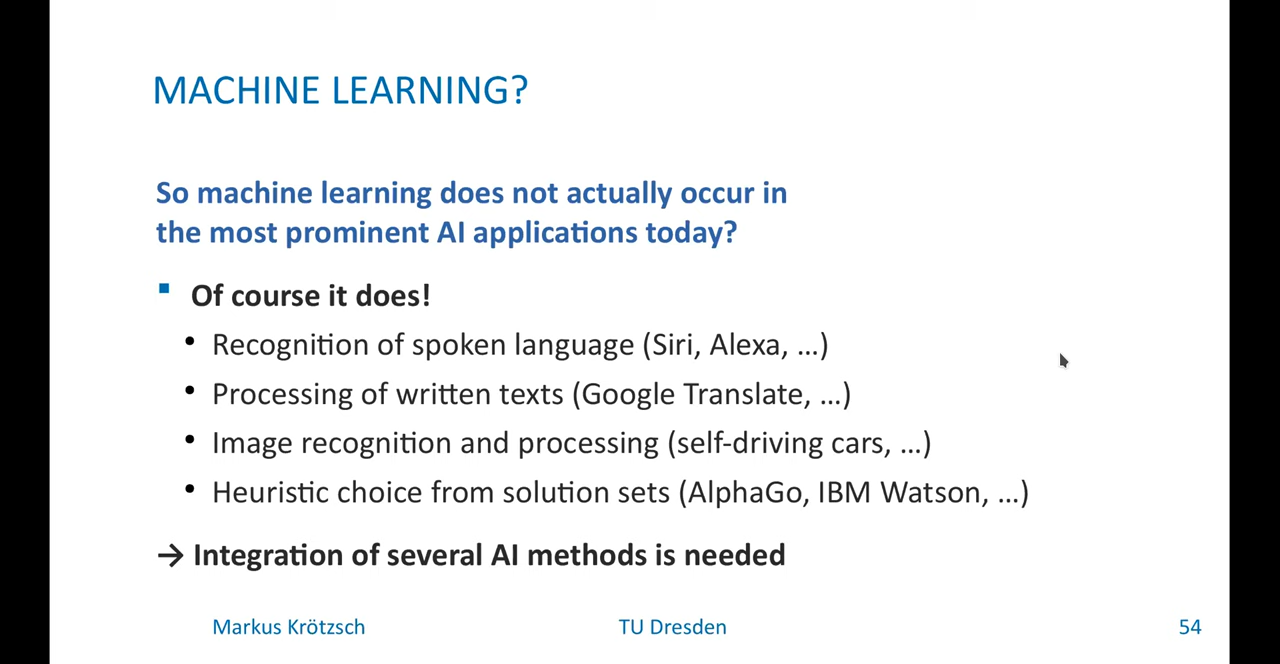 MACHINE LEARNING?
So machine learning does not actually occur in
the most prominent AI applications today?
▪ Of course it does!
• Recognition of spoken language (Siri, Alexa, …)
• Processing of written texts (Google Translate, …)
• Image recognition and processing (self-driving cars, …)
• Heuristic choice from solution sets (AlphaGo, IBM Watson, …)
→ Integration of several AI methods is needed
Markus Krötzsch TU Dresden 54